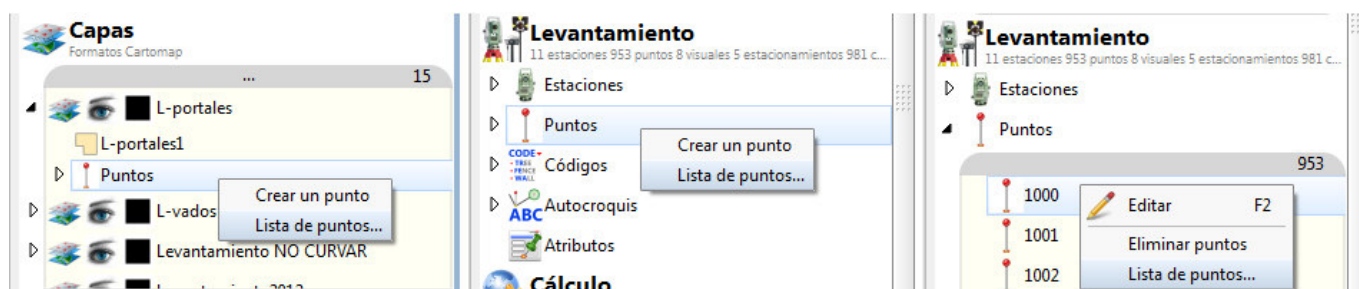 Capas
Formatos Cartomap
... 15
L-portales
L-portales1
Puntos
Crear un punto
Lista de puntos...
L-vados
Levantamiento NO CURVAR
Levantamiento
11 estaciones 953 puntos 8 visuales 5 estacionamientos 981 c...
Estaciones
Puntos
Crear un punto
Lista de puntos...
CODE
TREE
FENCE
WALL
Códigos
ABC
Autocroquis
Atributos
Cálculo
Levantamiento
11 estaciones 953 puntos 8 visuales 5 estacionamientos 981 c...
Estaciones
Puntos
953
1000
Editar F2
1001
Eliminar puntos
1002
Lista de puntos...